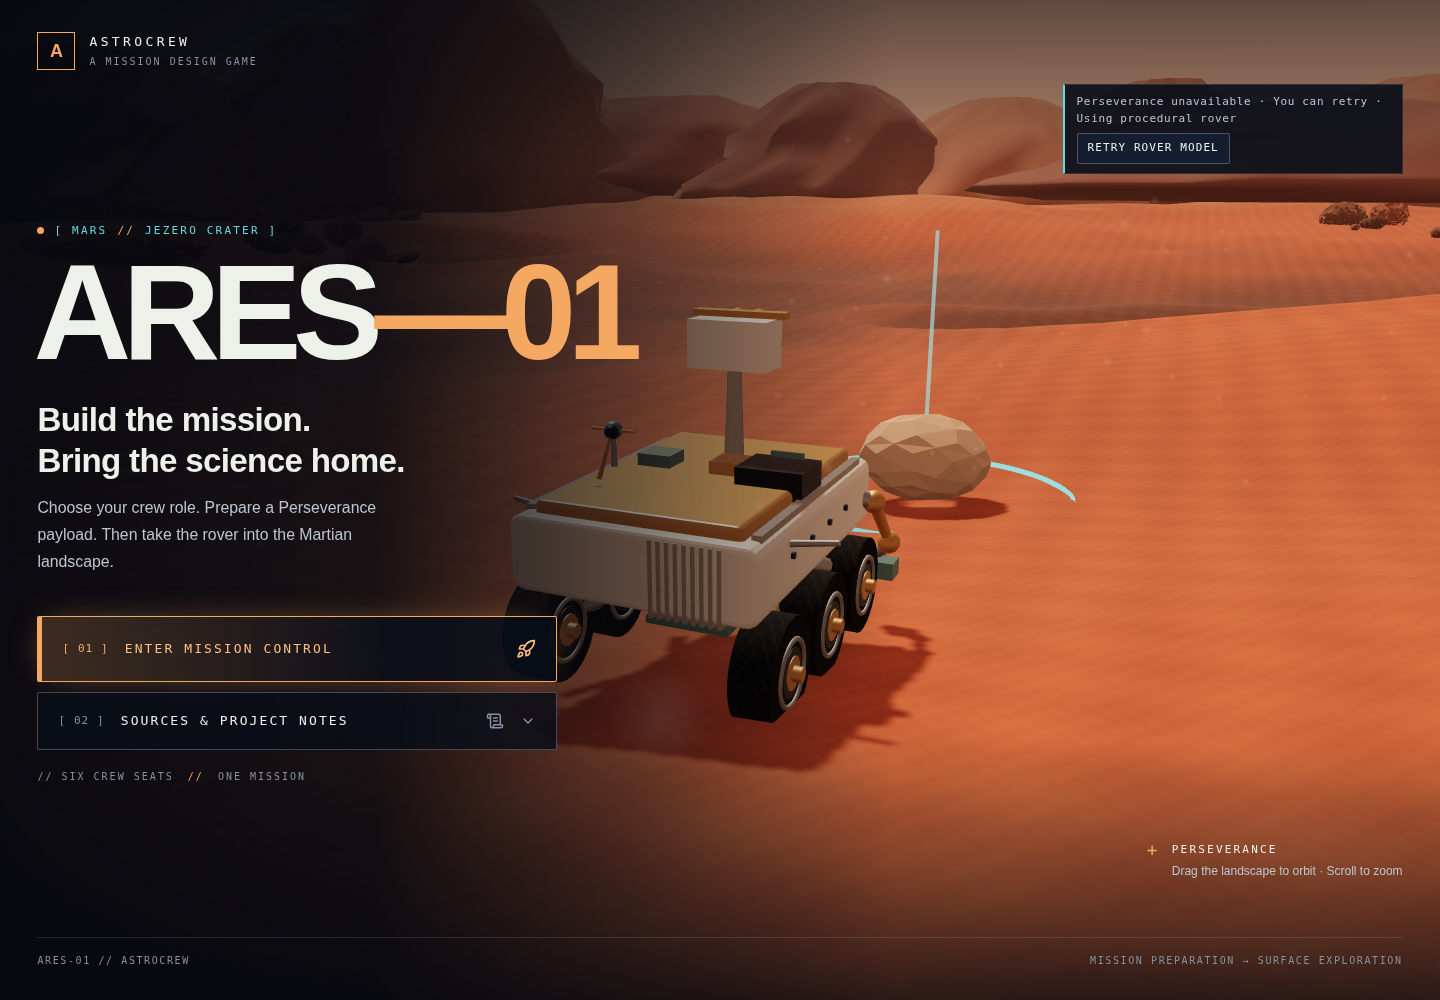 A
ASTROCREW
A MISSION DESIGN GAME
Perseverance unavailable · You can retry ·
Using procedural rover
RETRY ROVER MODEL
[ MARS // JEZERO CRATER ]
ARES—01
Build the mission.
Bring the science home.
Choose your crew role. Prepare a Perseverance
payload. Then take the rover into the Martian
landscape.
[ 01 ] ENTER MISSION CONTROL
[ 02 ] SOURCES & PROJECT NOTES
// SIX CREW SEATS // ONE MISSION
+ PERSEVERANCE
Drag the landscape to orbit · Scroll to zoom
ARES-01 // ASTROCREW
MISSION PREPARATION → SURFACE EXPLORATION